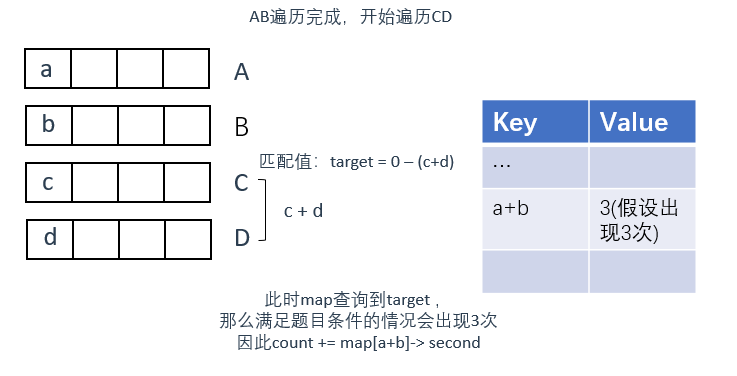 AB遍历完成，开始遍历CD
a
A
b
B
匹配值：target = 0 – (c+d)
c
C
c + d
d
D
Key Value
...
a+b 3(假设出
现3次)
此时map查询到target ，
那么满足题目条件的情况会出现3次
因此count += map[a+b]-> second